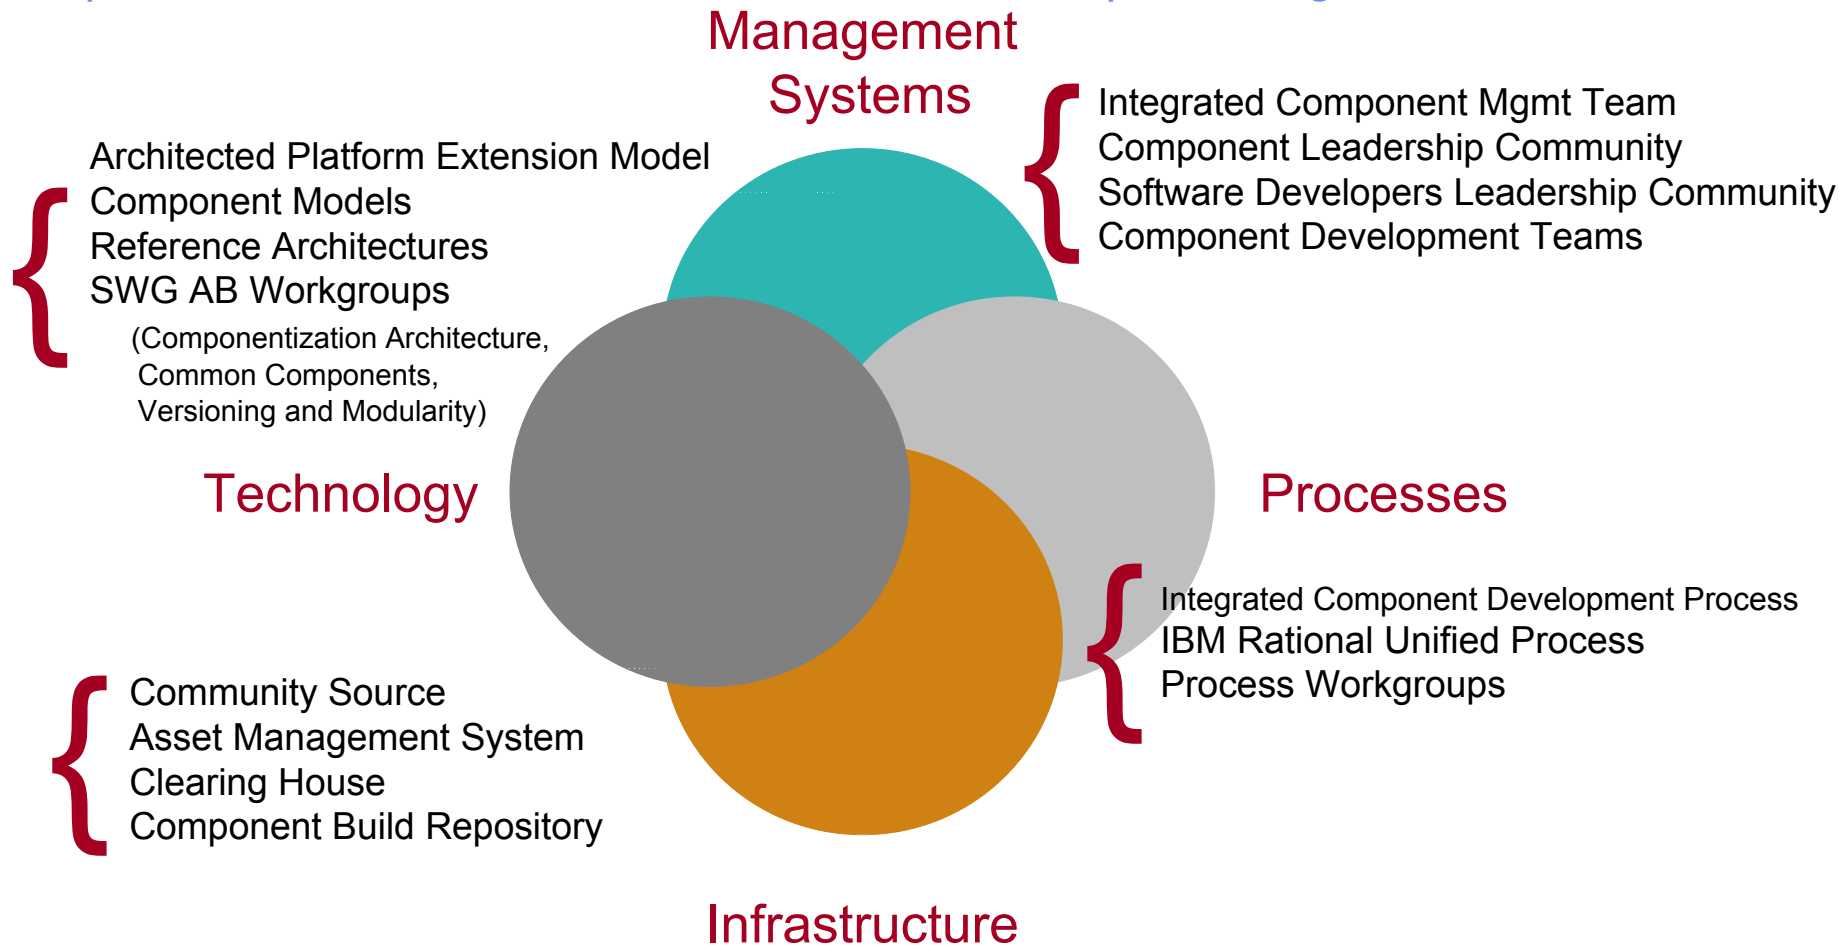 Management
Systems
Integrated Component Mgmt Team
Component Leadership Community
Software Developers Leadership Community
Component Development Teams
Architected Platform Extension Model
Component Models
Reference Architectures
SWG AB Workgroups
(Componentization Architecture,
Common Components,
Versioning and Modularity)
Technology
Processes
Integrated Component Development Process
IBM Rational Unified Process
Process Workgroups
Community Source
Asset Management System
Clearing House
Component Build Repository
Infrastructure